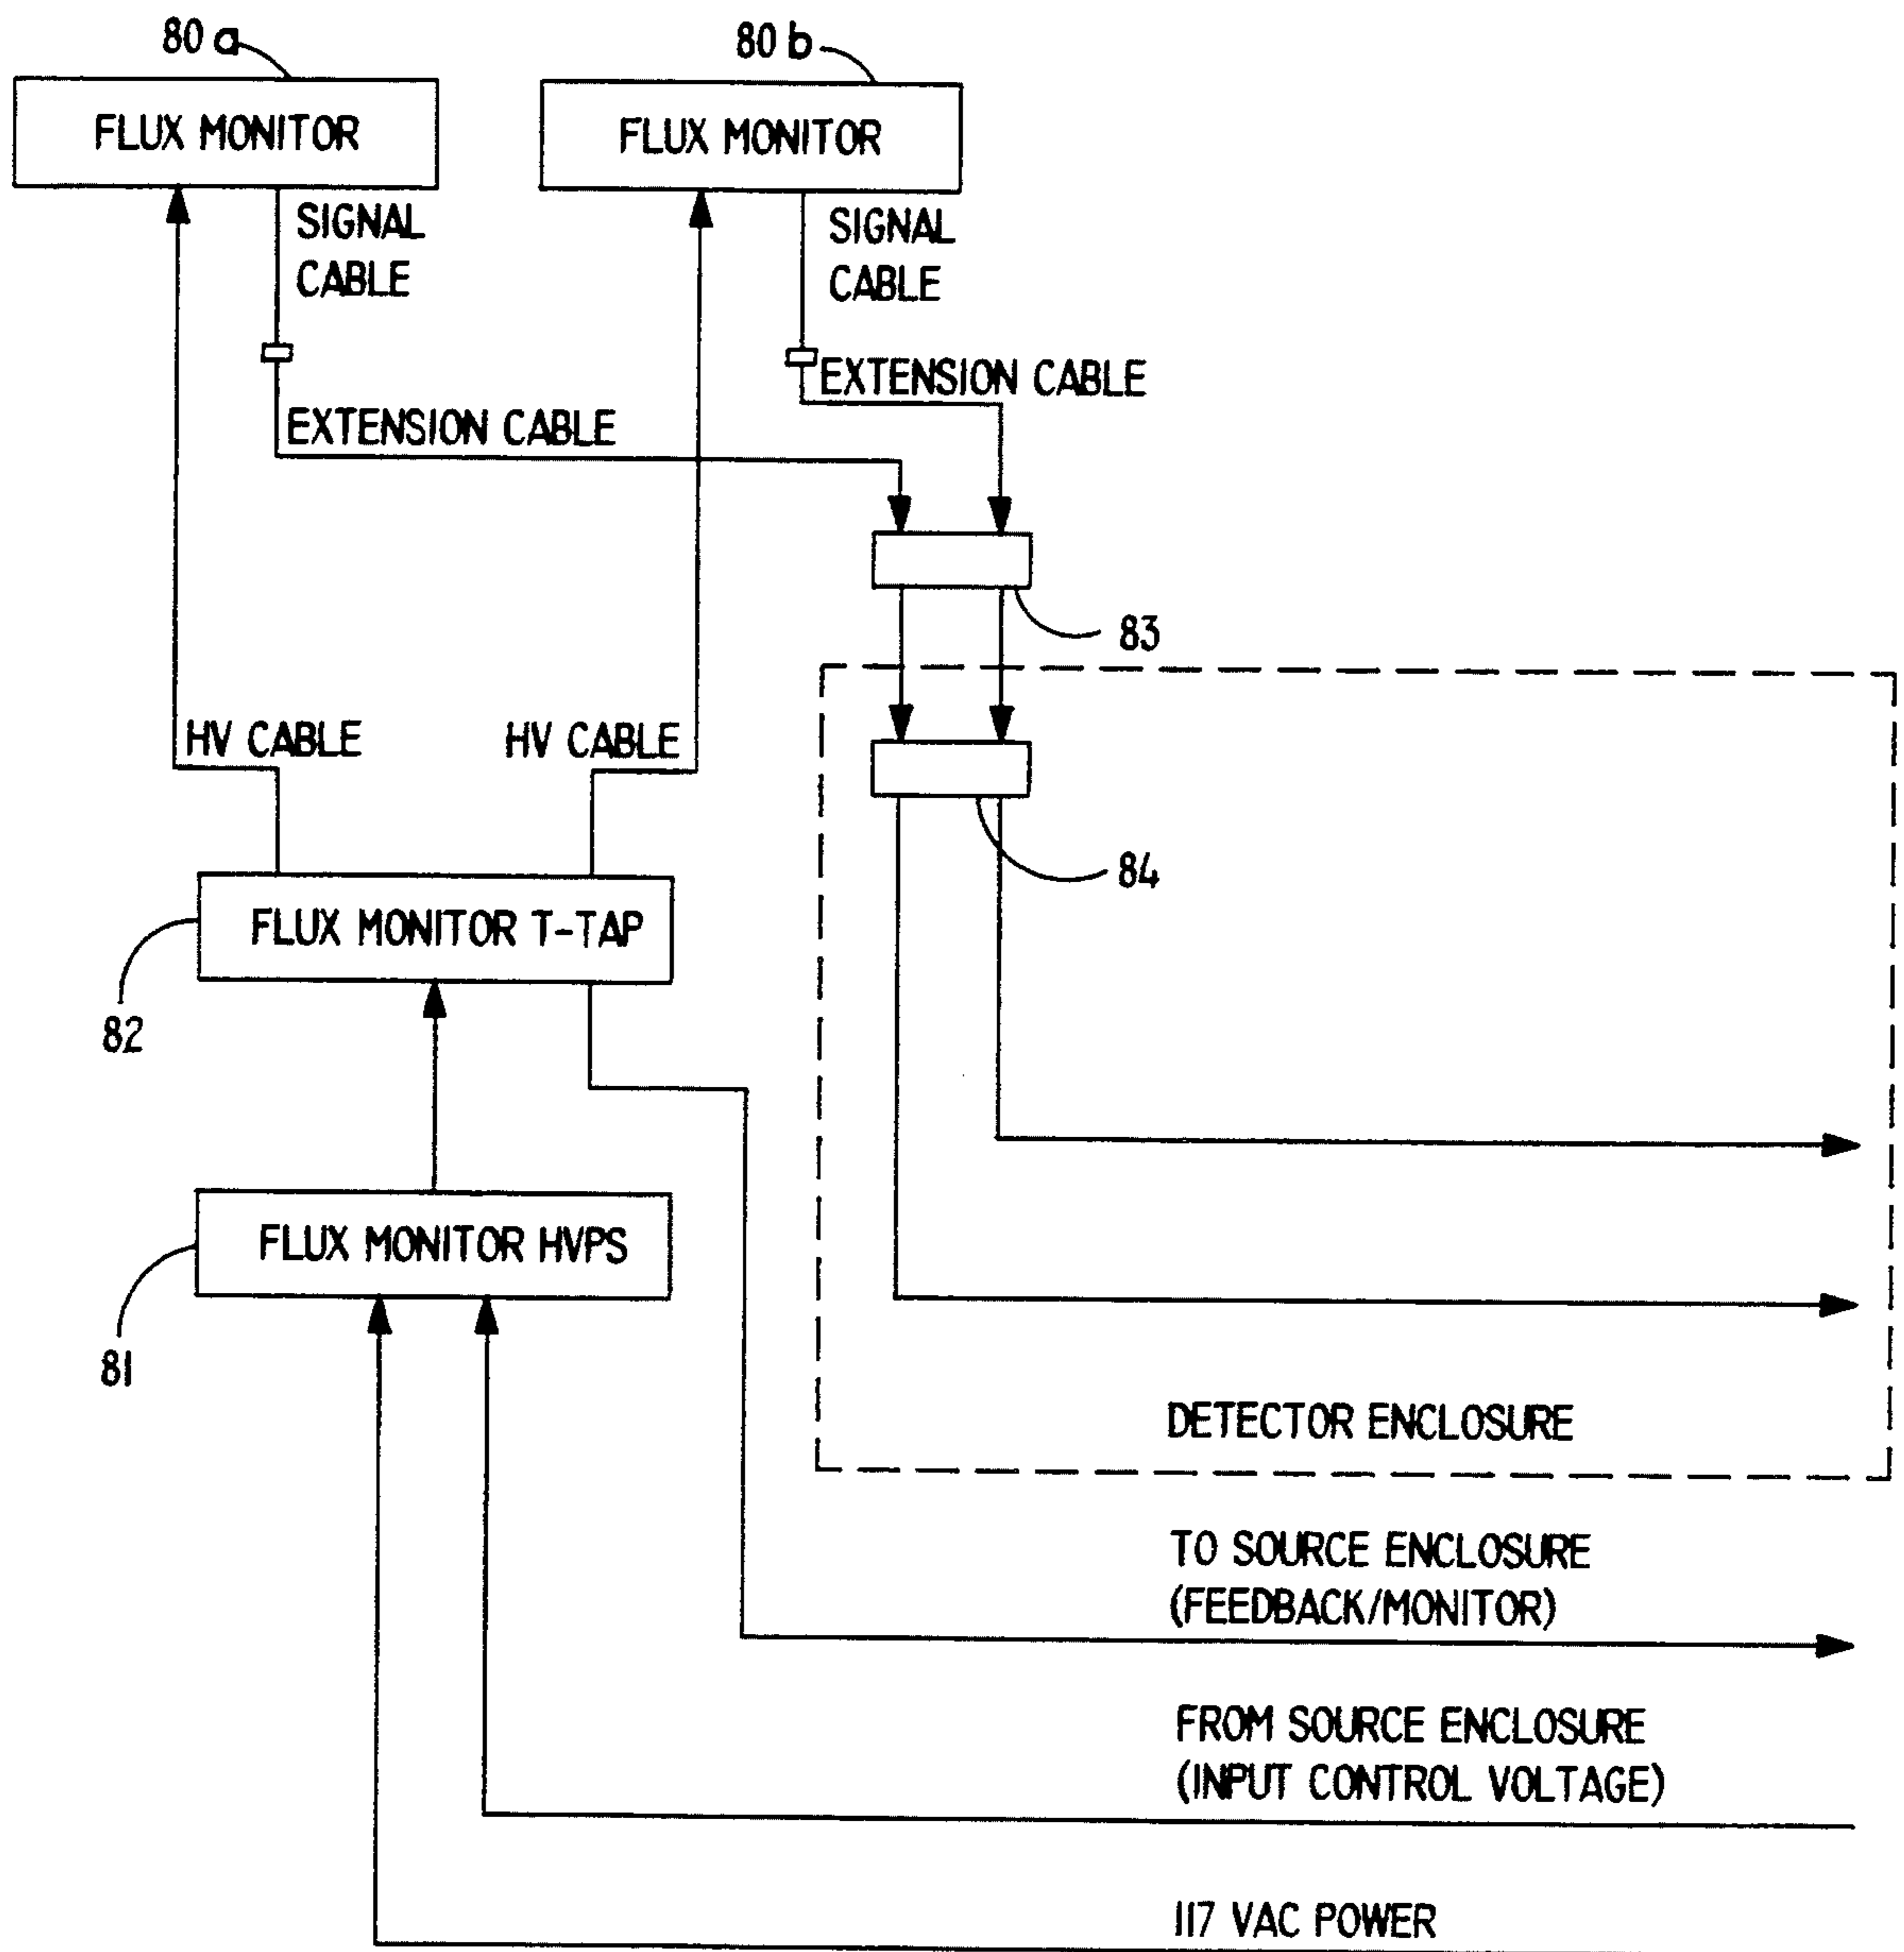 80a
80b
FLUX MONITOR
FLUX MONITOR
SIGNAL
CABLE
SIGNAL
CABLE
EXTENSION CABLE
EXTENSION CABLE
83
HV CABLE
HV CABLE
84
FLUX MONITOR T-TAP
82
FLUX MONITOR HVPS
81
DETECTOR ENCLOSURE
TO SOURCE ENCLOSURE
(FEEDBACK/MONITOR)
FROM SOURCE ENCLOSURE
(INPUT CONTROL VOLTAGE)
117 VAC POWER